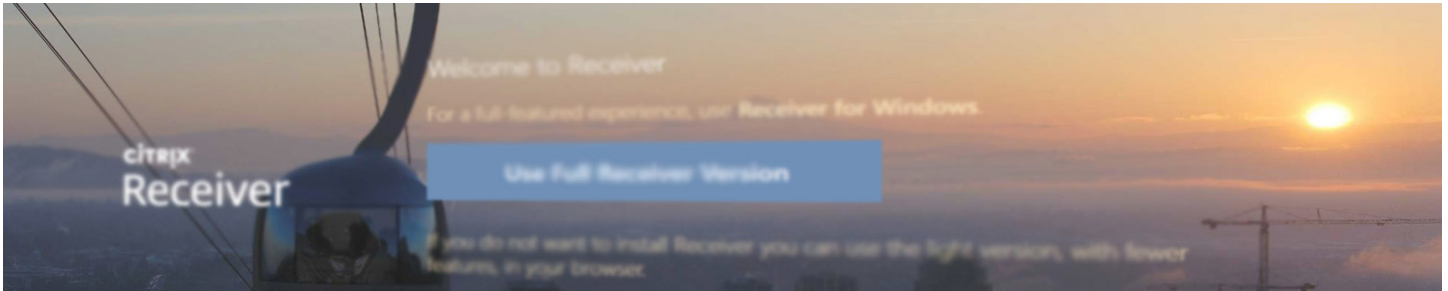 citrix
Receiver
Welcome to Receiver
For a full-featured experience, use Receiver for Windows.
Use Full Receiver Version
If you do not want to install Receiver you can use the light version, with fewer
features, in your browser.